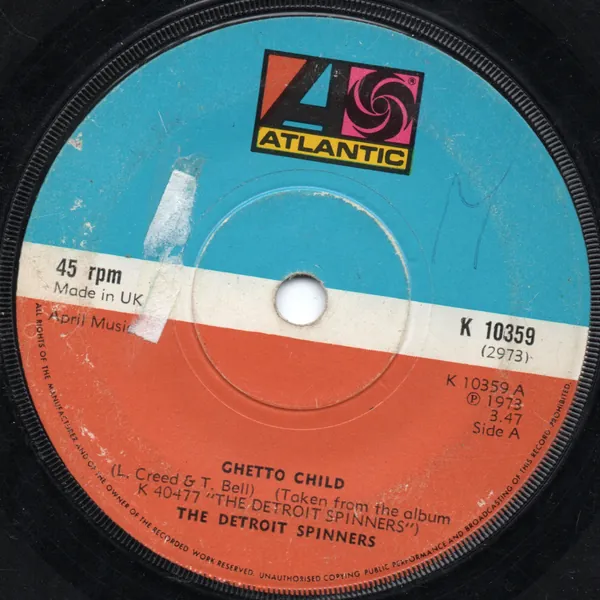 ATLANTIC
45 rpm
Made in UK
April Music
K 10359
(2973)
K 10359 A
℗ 1973
3.47
Side A
GHETTO CHILD
(L. Creed & T. Bell) (Taken from the album
K 40477 "THE DETROIT SPINNERS")
THE DETROIT SPINNERS
ALL RIGHTS OF THE MANUFACTURER AND OF THE OWNER OF THE RECORDED WORK RESERVED. UNAUTHORISED COPYING PUBLIC PERFORMANCE AND BROADCASTING OF THIS RECORD PROHIBITED.